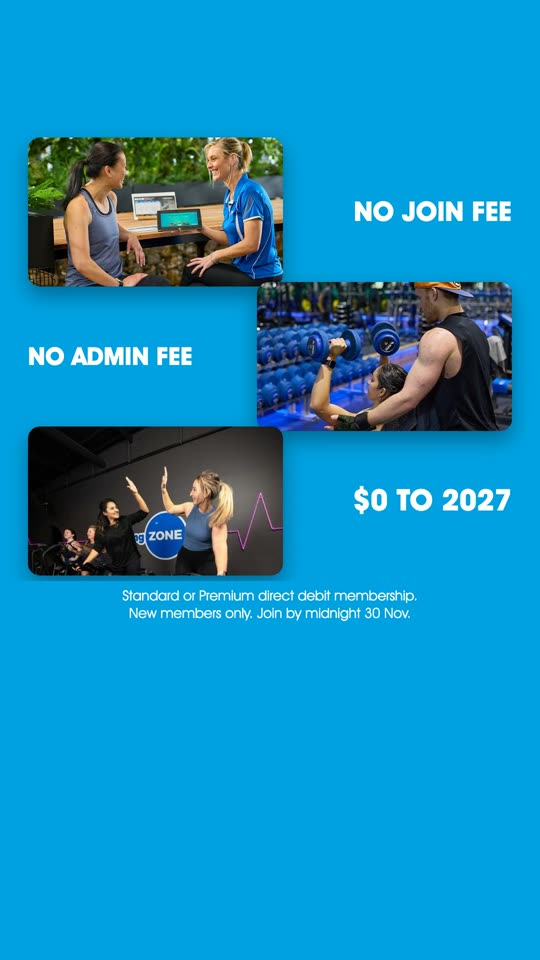 NO JOIN FEE
NO ADMIN FEE
ZONE
$0 TO 2027
Standard or Premium direct debit membership.
New members only. Join by midnight 30 Nov.